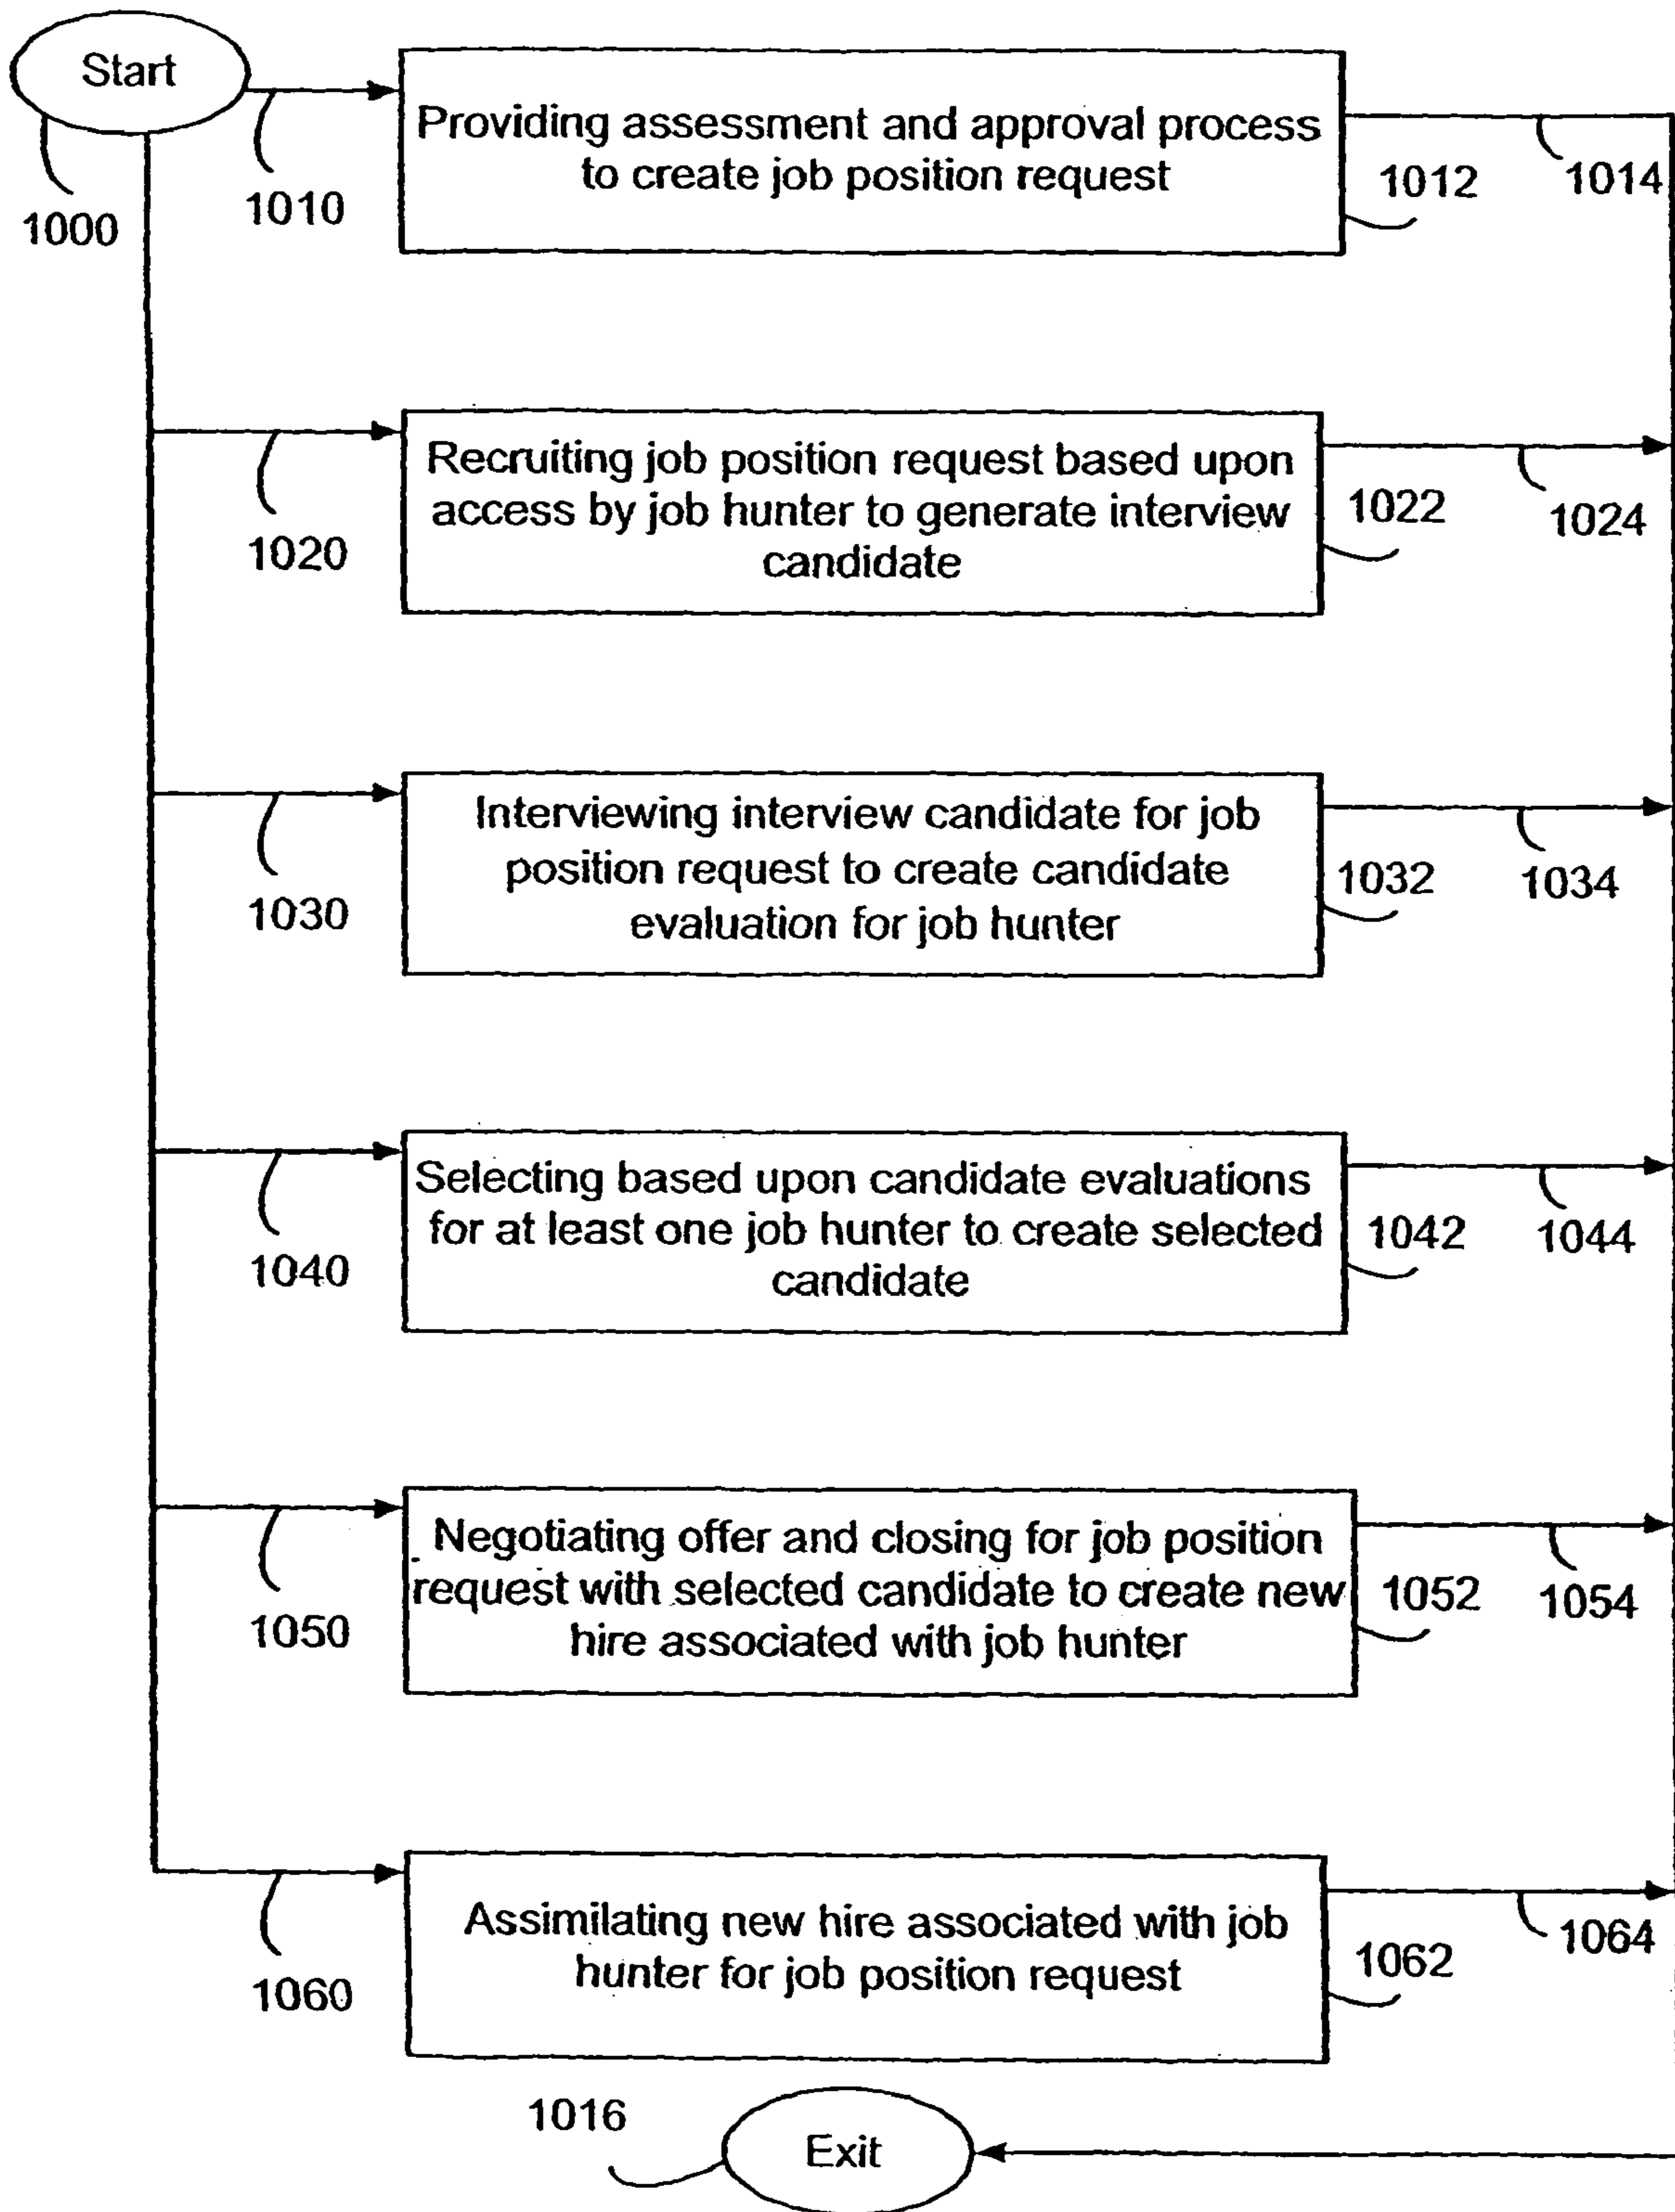 Start
1000
1010
Providing assessment and approval process
to create job position request
1012
1014
1020
Recruiting job position request based upon
access by job hunter to generate interview
candidate
1022
1024
1030
Interviewing interview candidate for job
position request to create candidate
evaluation for job hunter
1032
1034
1040
Selecting based upon candidate evaluations
for at least one job hunter to create selected
candidate
1042
1044
1050
Negotiating offer and closing for job position
request with selected candidate to create new
hire associated with job hunter
1052
1054
1060
Assimilating new hire associated with job
hunter for job position request
1062
1064
1016
Exit